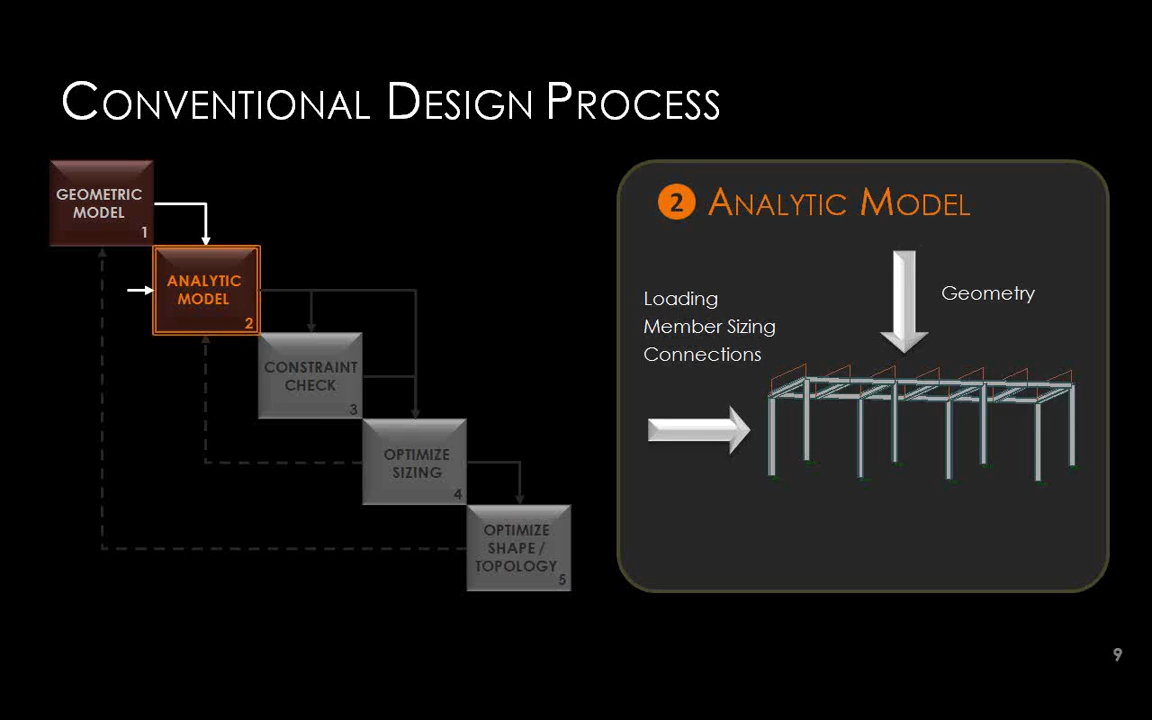 CONVENTIONAL DESIGN PROCESS
GEOMETRIC
MODEL
1
ANALYTIC
MODEL
2
CONSTRAINT
CHECK
3
OPTIMIZE
SIZING
4
OPTIMIZE
SHAPE /
TOPOLOGY
5
2 ANALYTIC MODEL
Geometry
Loading
Member Sizing
Connections
9